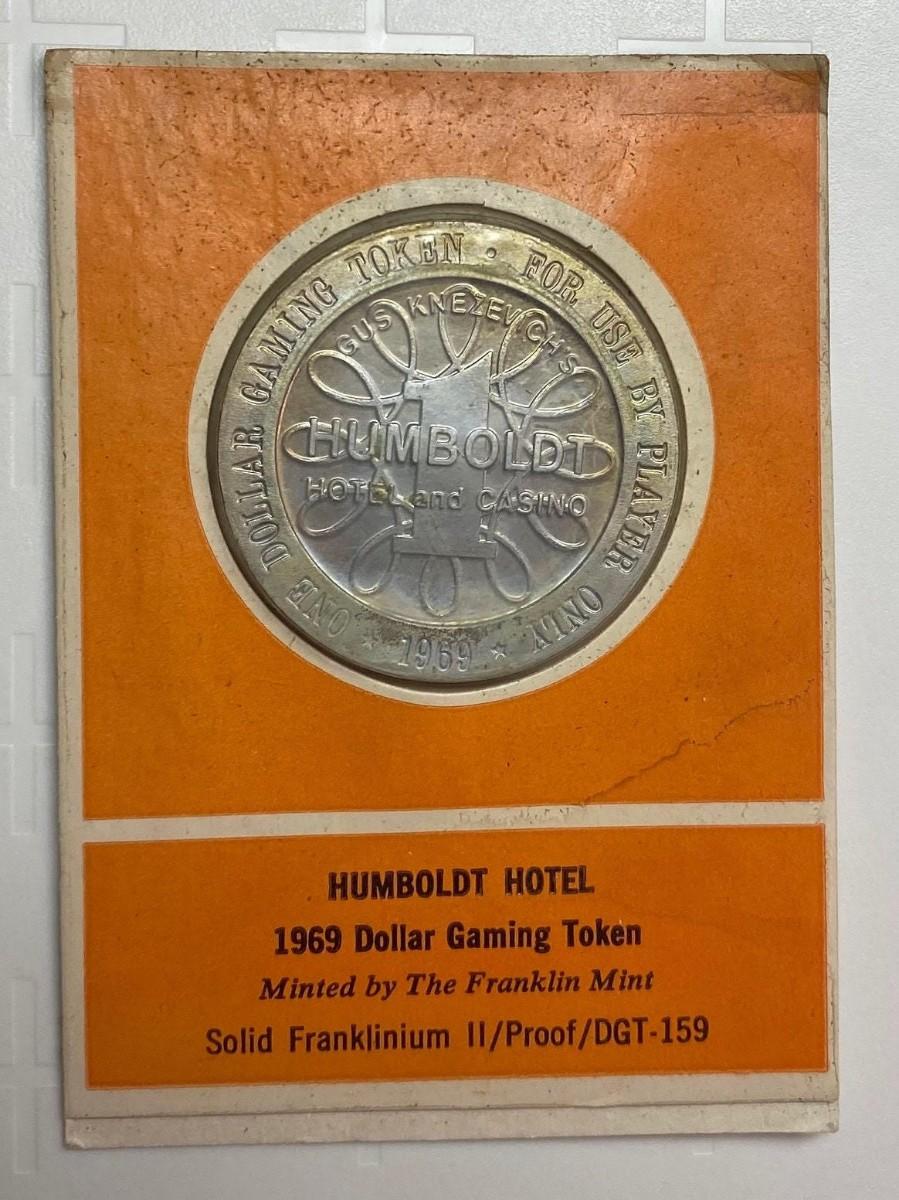 ONE DOLLAR GAMING TOKEN · FOR USE BY PLAYER ONLY
★ 1969 ★
GUS KNEZEVICH'S
1
HUMBOLDT
HOTEL and CASINO
HUMBOLDT HOTEL
1969 Dollar Gaming Token
Minted by The Franklin Mint
Solid Franklinium II/Proof/DGT-159